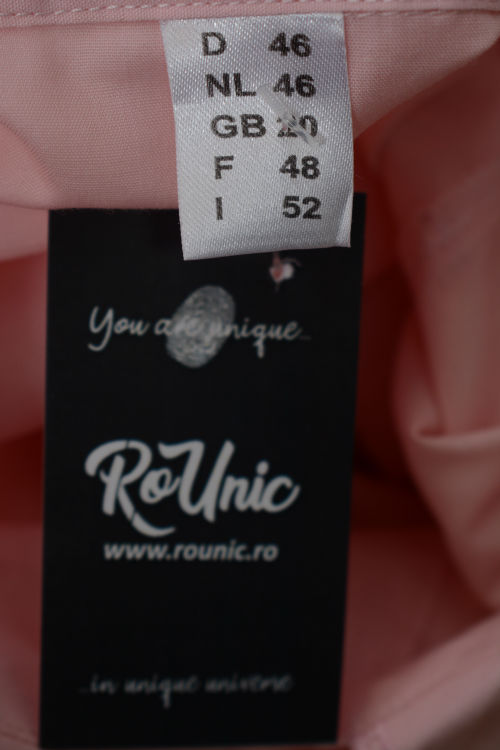 D 46
NL 46
GB 20
F 48
I 52
You are unique...
RoUnic
www.rounic.ro
...in unique universe